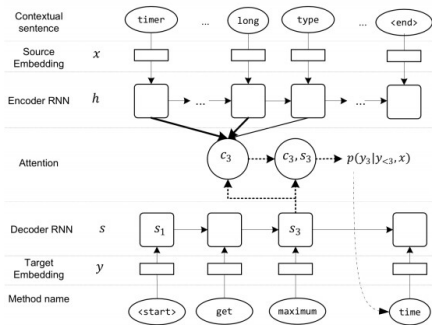 Contextual sentence
timer ... long type ... <end>
Source Embedding x
Encoder RNN h
... ...
Attention
c₃ c₃, s₃ p(y₃|y<₃, x)
Decoder RNN s
s₁ s₃
Target Embedding y
Method name
<start> get maximum time